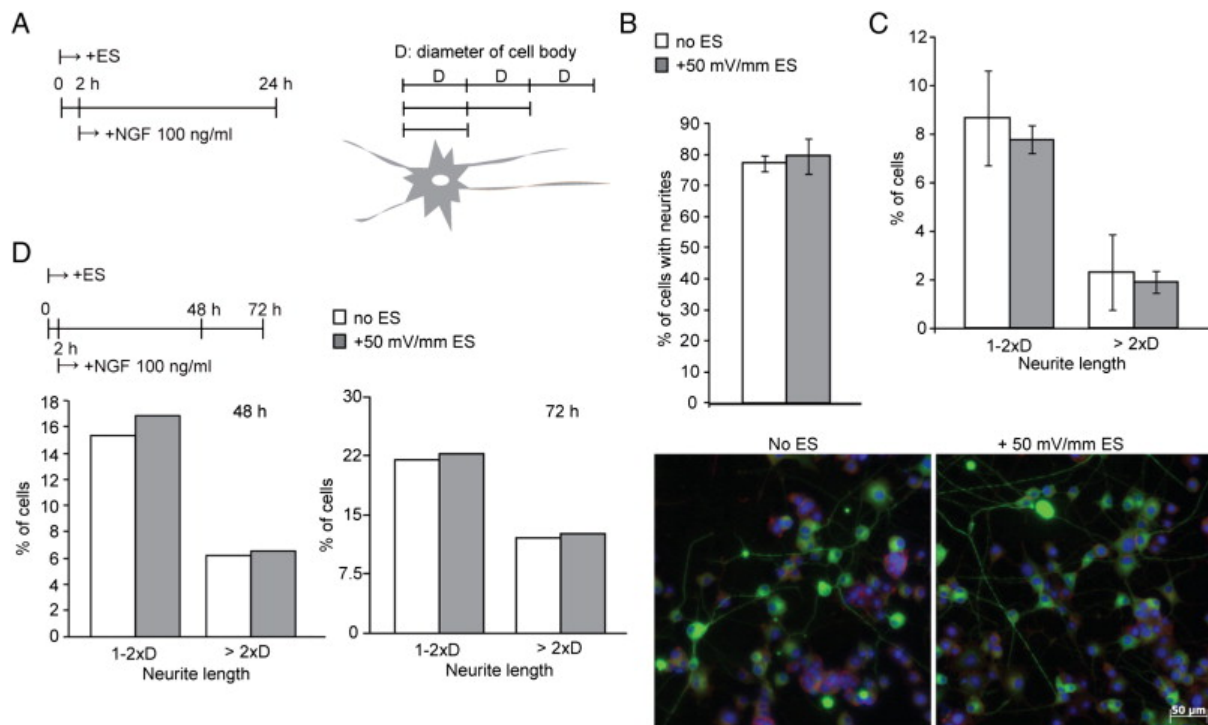 A
+ES
0 2 h 24 h
+NGF 100 ng/ml
D: diameter of cell body
D D D
B
no ES
+50 mV/mm ES
% of cells with neurites
90
80
70
60
50
40
30
20
10
0
C
% of cells
12
10
8
6
4
2
0
1-2xD > 2xD
Neurite length
D
+ES
0 48 h 72 h
2 h
+NGF 100 ng/ml
no ES
+50 mV/mm ES
48 h
% of cells
18
16
14
12
10
8
6
4
2
0
1-2xD > 2xD
Neurite length
72 h
% of cells
30
22
15
7.5
0
1-2xD > 2xD
Neurite length
No ES
+ 50 mV/mm ES
50 µm